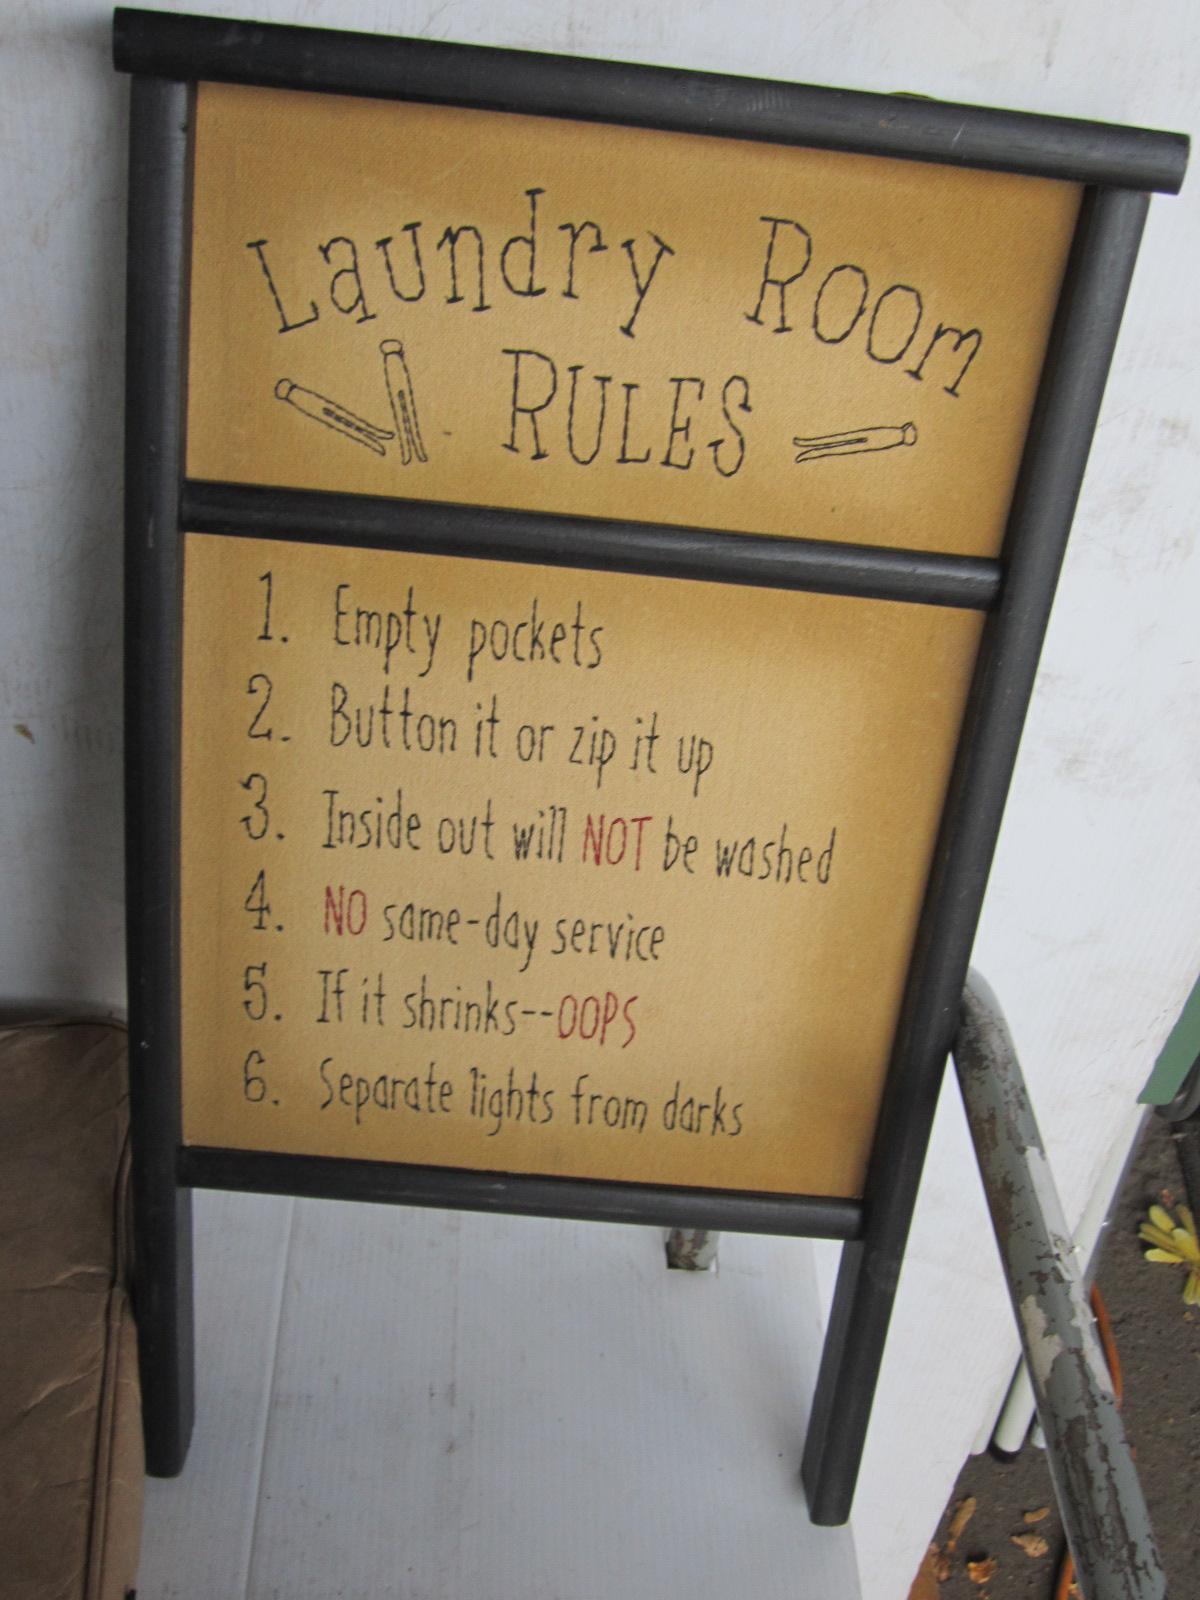 Laundry Room
RULES
1. Empty pockets
2. Button it or zip it up
3. Inside out will NOT be washed
4. NO same-day service
5. If it shrinks--OOPS
6. Separate lights from darks